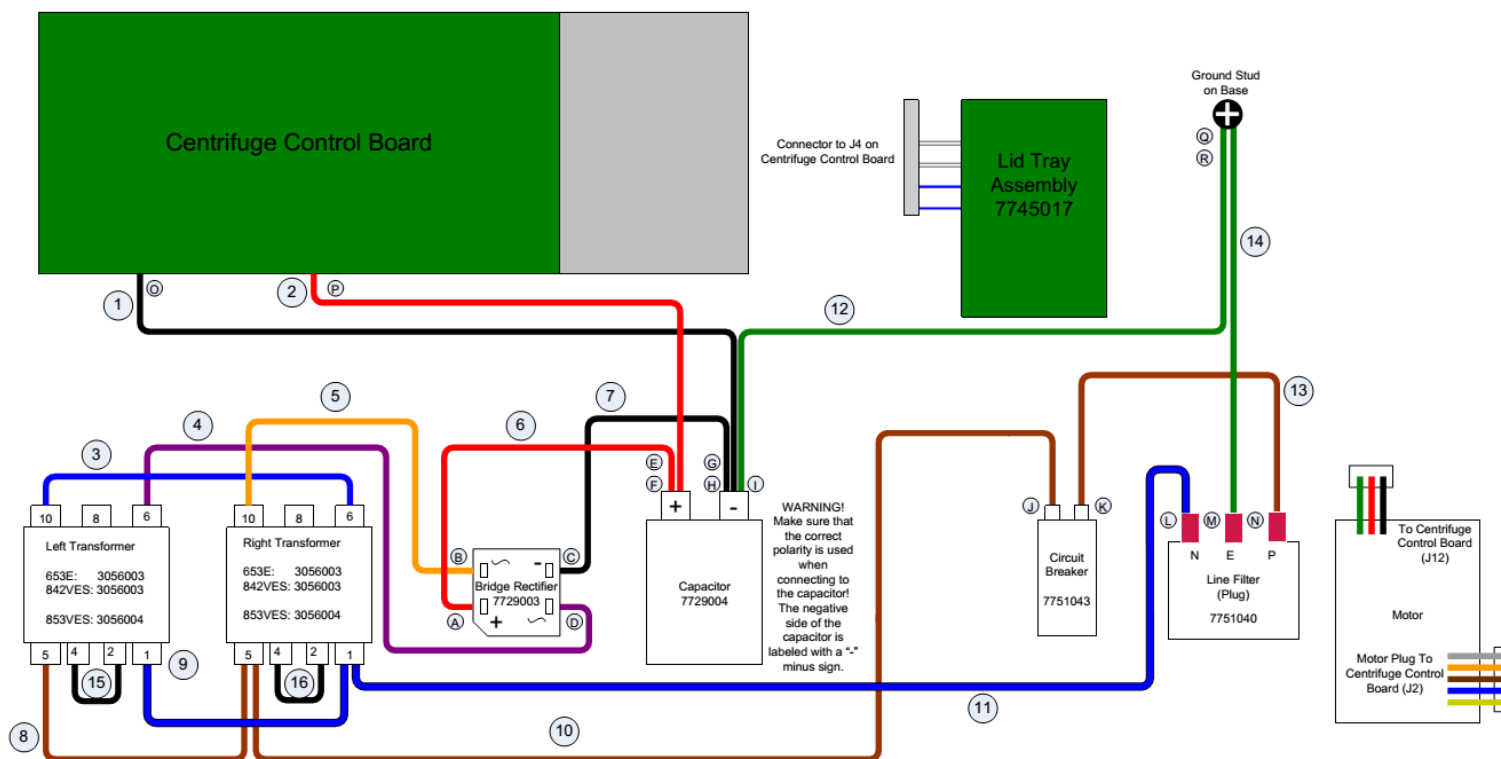 Centrifuge Control Board
Connector to J4 on
Centrifuge Control Board
Lid Tray
Assembly
7745017
Ground Stud
on Base
Q
R
14
1
O
2
P
12
13
3
4
5
6
7
10
8
6
Left Transformer
653E: 3056003
842VES: 3056003
853VES: 3056004
5
4
2
1
15
9
8
10
8
6
Right Transformer
653E: 3056003
842VES: 3056003
853VES: 3056004
5
4
2
1
16
10
11
B
C
-
Bridge Rectifier
7729003
A
+
D
E
F
G
H
I
+
-
Capacitor
7729004
WARNING!
Make sure that
the correct
polarity is used
when
connecting to
the capacitor!
The negative
side of the
capacitor is
labeled with a "-"
minus sign.
J
K
Circuit
Breaker
7751043
L
M
N
N
E
P
Line Filter
(Plug)
7751040
To Centrifuge
Control Board
(J12)
Motor
Motor Plug To
Centrifuge Control
Board (J2)